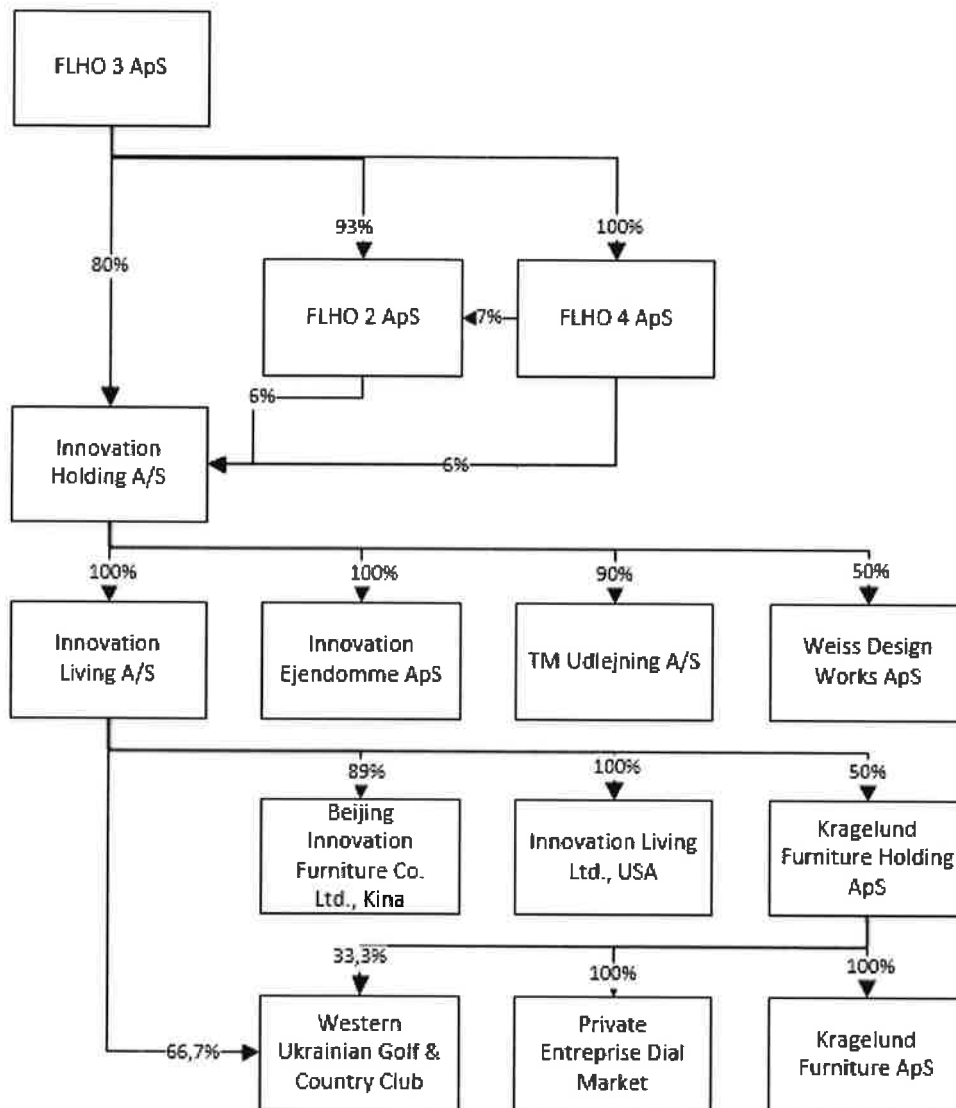 FLHO 3 ApS
93%
100%
80%
FLHO 2 ApS
7%
FLHO 4 ApS
6%
Innovation
Holding A/S
6%
100%
100%
90%
50%
Innovation
Living A/S
Innovation
Ejendomme ApS
TM Udlejning A/S
Weiss Design
Works ApS
89%
100%
50%
Beijing
Innovation
Furniture Co.
Ltd., Kina
Innovation Living
Ltd., USA
Kragelund
Furniture Holding
ApS
33,3%
100%
100%
66,7%
Western
Ukrainian Golf &
Country Club
Private
Entreprise Dial
Market
Kragelund
Furniture ApS